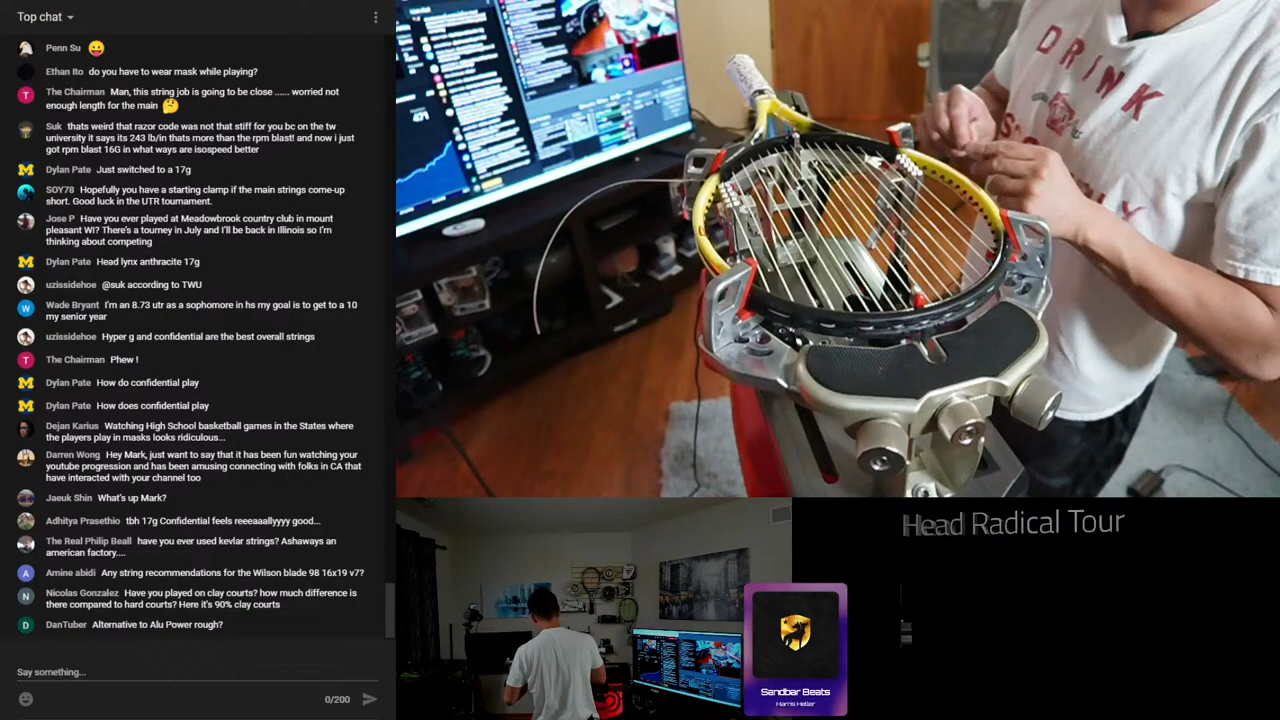 Top chat
Penn Su
Ethan Ito do you have to wear mask while playing?
The Chairman Man, this string job is going to be close ...... worried not
enough length for the main
Suk thats weird that razor code was not that stiff for you bc on the tw
university it says its 243 lb/in thats more than the rpm blast! and now i just
got rpm blast 16G in what ways are isospeed better
Dylan Pate Just switched to a 17g
SOY78 Hopefully you have a starting clamp if the main strings come-up
short. Good luck in the UTR tournament.
Jose P Have you ever played at Meadowbrook country club in mount
pleasant WI? There's a tourney in July and I'll be back in Illinois so I'm
thinking about competing
Dylan Pate Head lynx anthracite 17g
uzissidehoe @suk according to TWU
W
Wade Bryant I'm an 8.73 utr as a sophomore in hs my goal is to get to a 10
my senior year
uzissidehoe Hyper g and confidential are the best overall strings
T
The Chairman Phew !
Dylan Pate How do confidential play
Dylan Pate How does confidential play
Dejan Karius Watching High School basketball games in the States where
the players play in masks looks ridiculous...
Darren Wong Hey Mark, just want to say that it has been fun watching your
youtube progression and has been amusing connecting with folks in CA that
have interacted with your channel too
Jaeuk Shin What's up Mark?
Adhitya Prasethio tbh 17g Confidential feels reeeaaallyyyy good...
The Real Philip Beall have you ever used kevlar strings? Ashaways an
american factory....
A
Amine abidi Any string recommendations for the Wilson blade 98 16x19 v7?
N
Nicolas Gonzalez Have you played on clay courts? how much difference is
there compared to hard courts? Here it's 90% clay courts
D
DanTuber Alternative to Alu Power rough?
Say something...
0/200
DRINK
Head Radical Tour
Sandbar Beats
Harris Heller